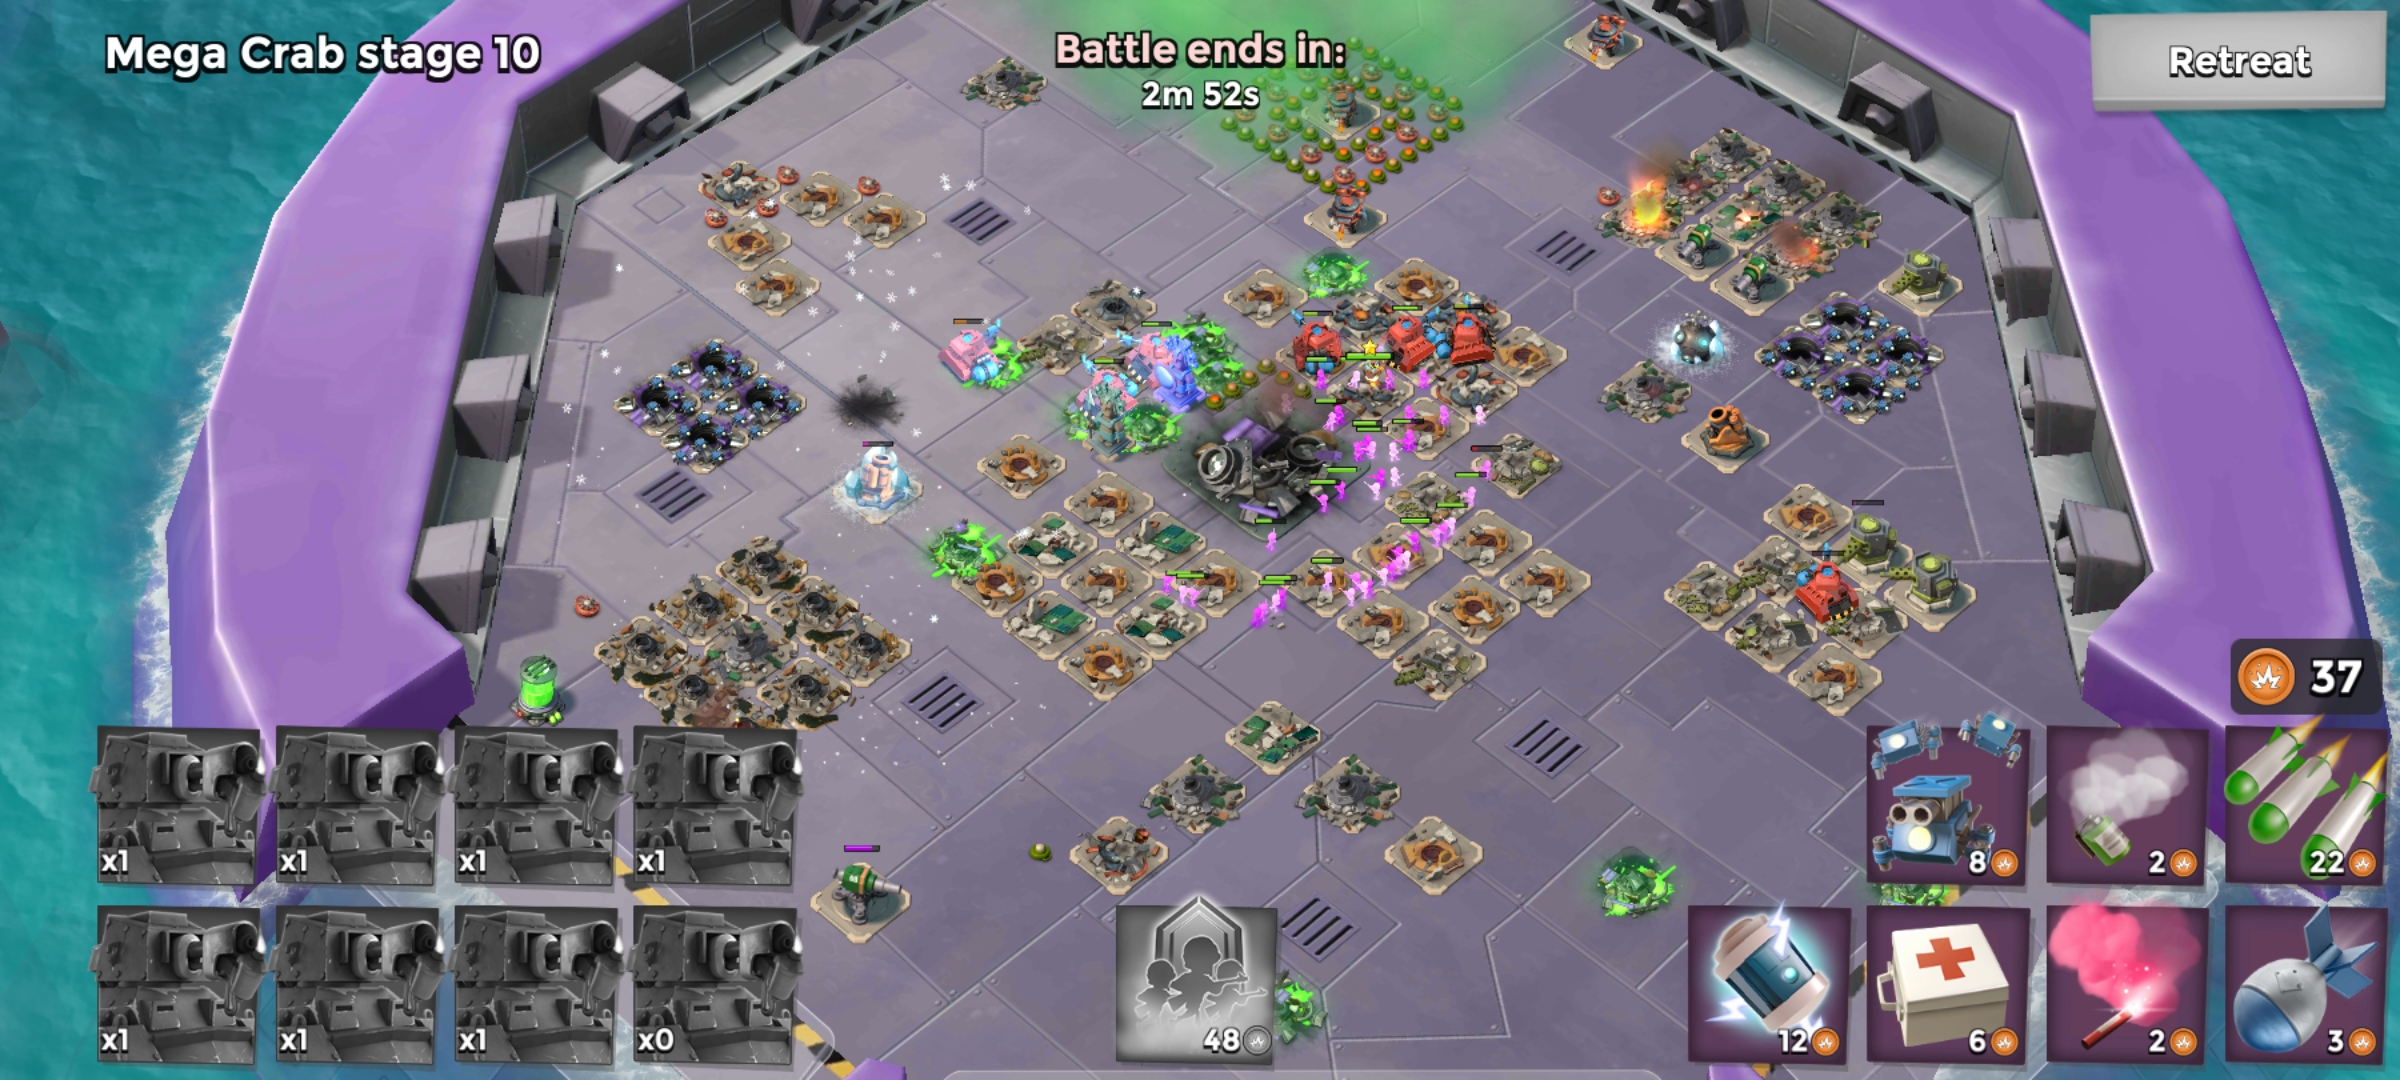 Mega Crab stage 10
Battle ends in:
2m 52s
Retreat
37
x1
x1
x1
x1
8
2
22
x1
x1
x1
x0
48
12
6
2
3